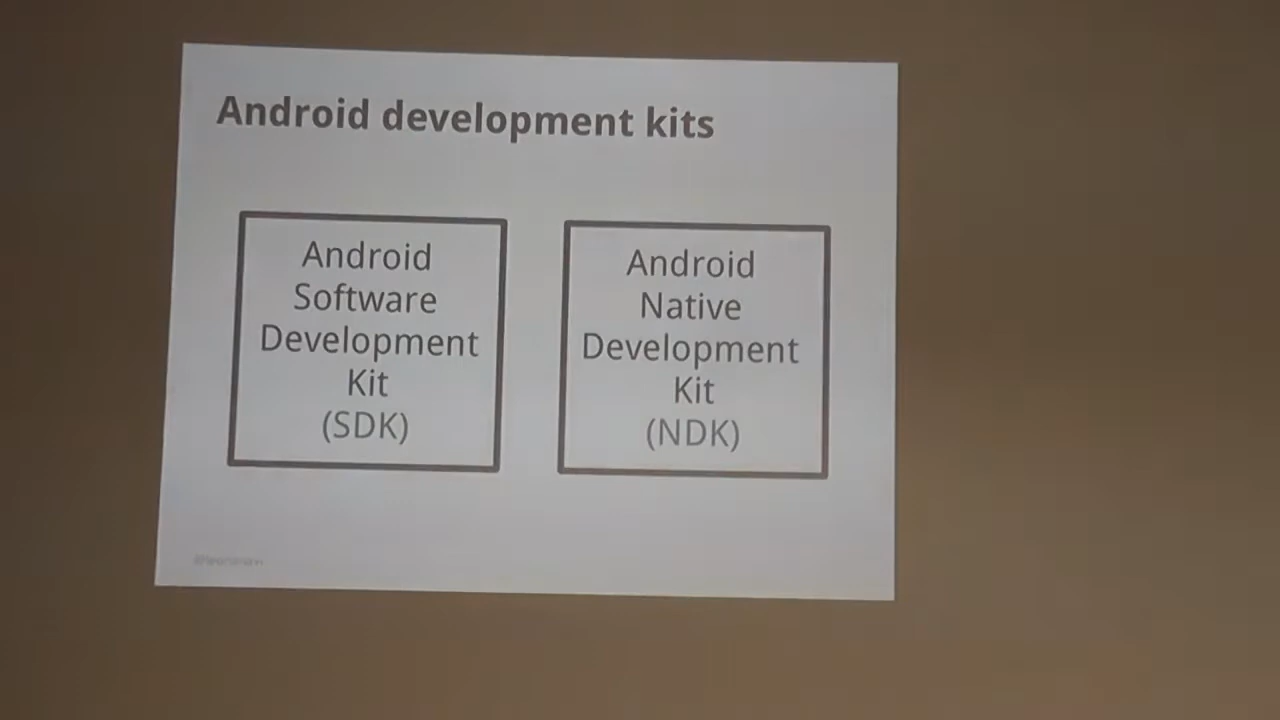 Android development kits
Android
Software
Development
Kit
(SDK)
Android
Native
Development
Kit
(NDK)